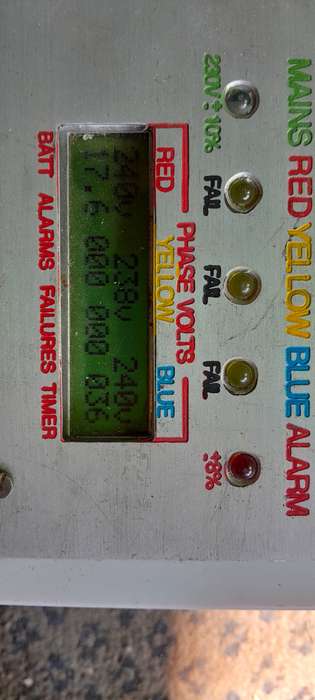 MAINS RED YELLOW BLUE ALARM
230V ± 10% FAIL FAIL FAIL ±8%
PHASE VOLTS
RED YELLOW BLUE
240v 238v 240v
17.6 000 000 036
BATT ALARMS FAILURES TIMER